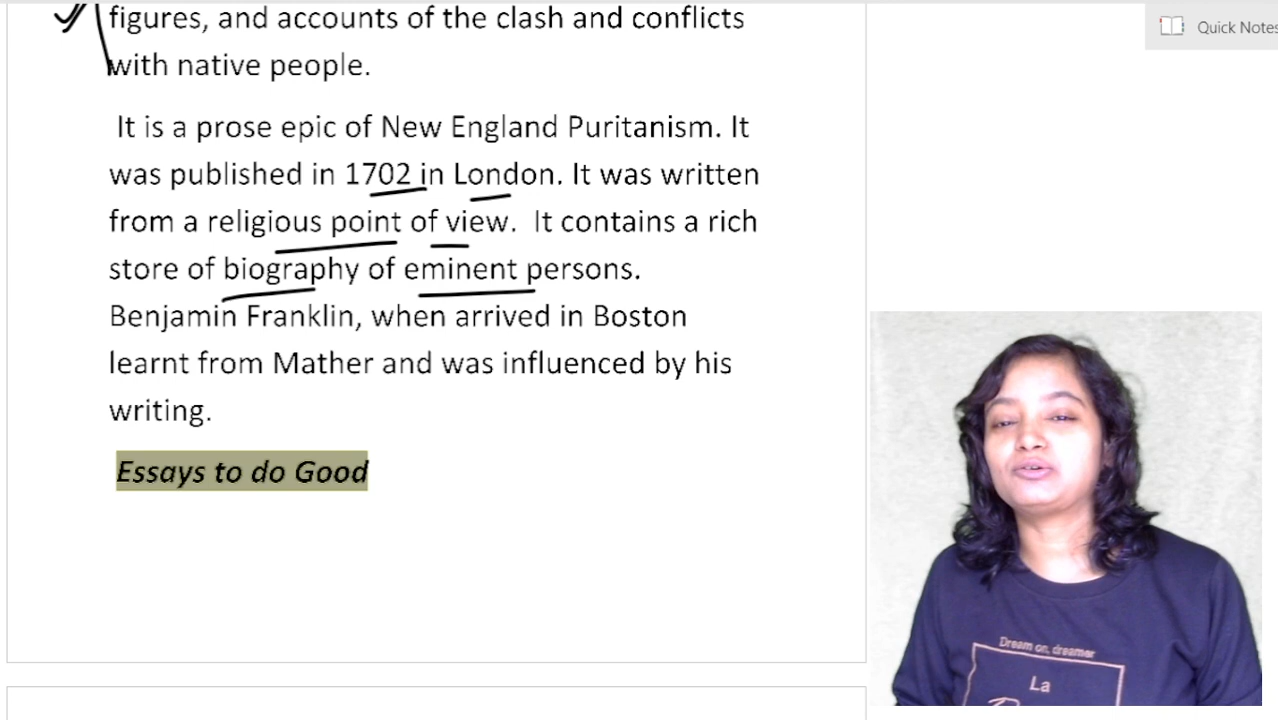 figures, and accounts of the clash and conflicts
with native people.
It is a prose epic of New England Puritanism. It
was published in 1702 in London. It was written
from a religious point of view. It contains a rich
store of biography of eminent persons.
Benjamin Franklin, when arrived in Boston
learnt from Mather and was influenced by his
writing.
Essays to do Good
Quick Notes
Dream on, dreamer
La